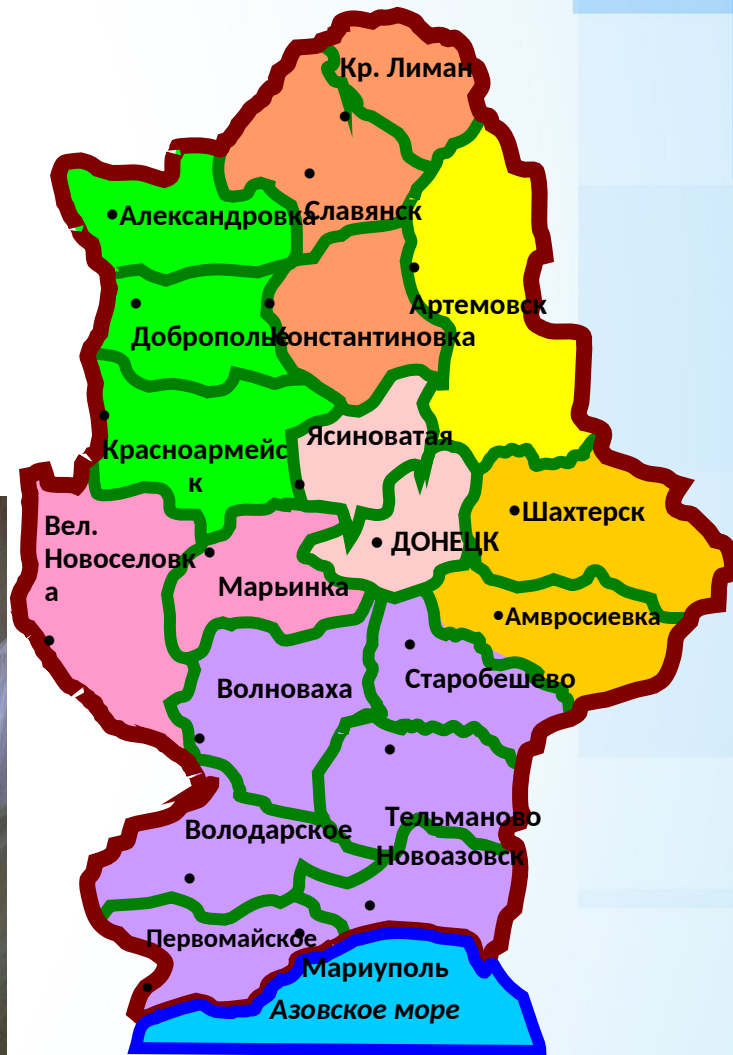 Кр. Лиман
Александровка
Славянск
Артемовск
Доброполье
Константиновка
Ясиноватая
Красноармейс
к
Шахтерск
Вел.
Новоселовк
а
ДОНЕЦК
Марьинка
Амвросиевка
Старобешево
Волноваха
Тельманово
Володарское
Новоазовск
Первомайское
Мариуполь
Азовское море